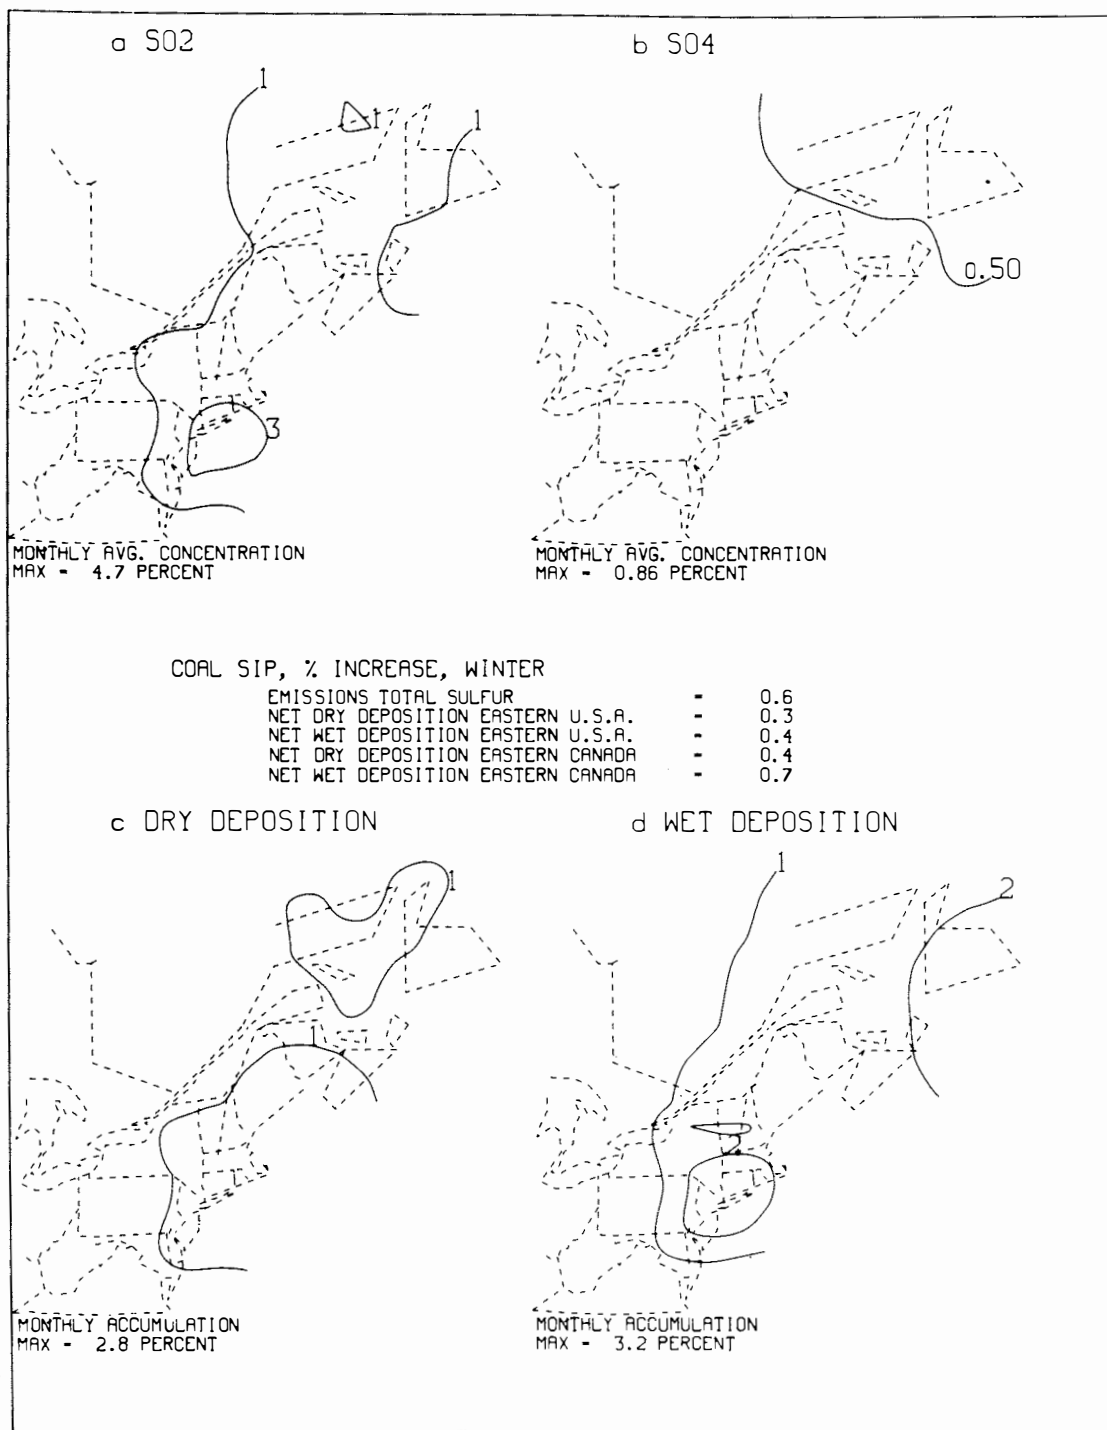 a SO2
b SO4
1
1
1
3
0.50
MONTHLY AVG. CONCENTRATION
MAX - 4.7 PERCENT
MONTHLY AVG. CONCENTRATION
MAX - 0.86 PERCENT
COAL SIP, % INCREASE, WINTER
EMISSIONS TOTAL SULFUR - 0.6
NET DRY DEPOSITION EASTERN U.S.A. - 0.3
NET WET DEPOSITION EASTERN U.S.A. - 0.4
NET DRY DEPOSITION EASTERN CANADA - 0.4
NET WET DEPOSITION EASTERN CANADA - 0.7
c DRY DEPOSITION
d WET DEPOSITION
1
1
1
2
2
MONTHLY ACCUMULATION
MAX - 2.8 PERCENT
MONTHLY ACCUMULATION
MAX - 3.2 PERCENT